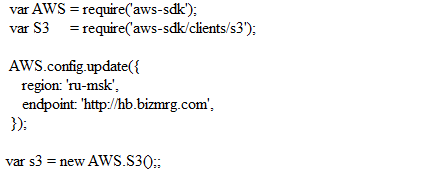 var AWS = require('aws-sdk');
var S3 = require('aws-sdk/clients/s3');
AWS.config.update({
region: 'ru-msk',
endpoint: 'http://hb.bizmrg.com',
});
var s3 = new AWS.S3();;